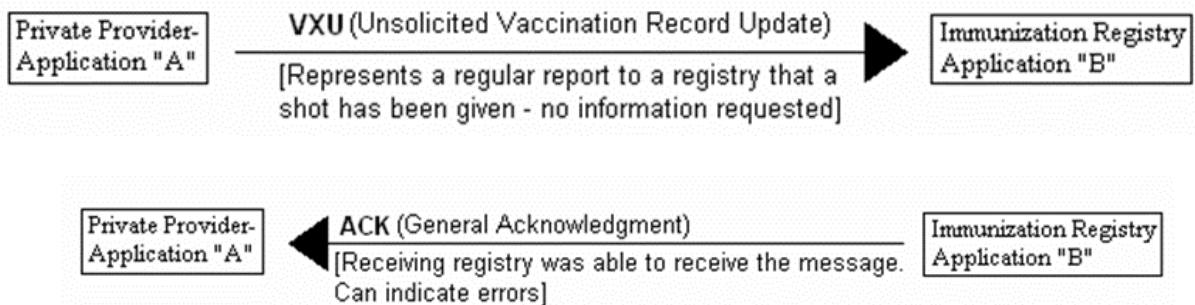 Private Provider-
Application "A"
VXU (Unsolicited Vaccination Record Update)
[Represents a regular report to a registry that a
shot has been given - no information requested]
Immunization Registry
Application "B"
Private Provider-
Application "A"
ACK (General Acknowledgment)
[Receiving registry was able to receive the message.
Can indicate errors]
Immunization Registry
Application "B"